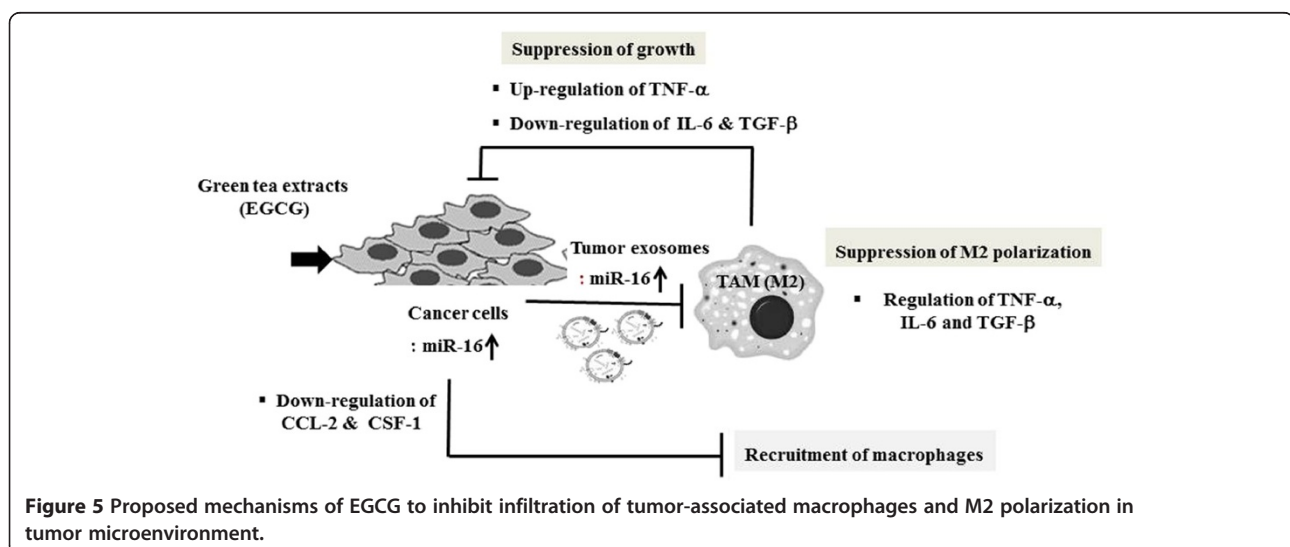 Suppression of growth
▪ Up-regulation of TNF-α
▪ Down-regulation of IL-6 & TGF-β
Green tea extracts
(EGCG)
Tumor exosomes
: miR-16↑
TAM (M2)
Suppression of M2 polarization
▪ Regulation of TNF-α,
IL-6 and TGF-β
Cancer cells
: miR-16↑
▪ Down-regulation of
CCL-2 & CSF-1
Recruitment of macrophages
Figure 5 Proposed mechanisms of EGCG to inhibit infiltration of tumor-associated macrophages and M2 polarization in
tumor microenvironment.